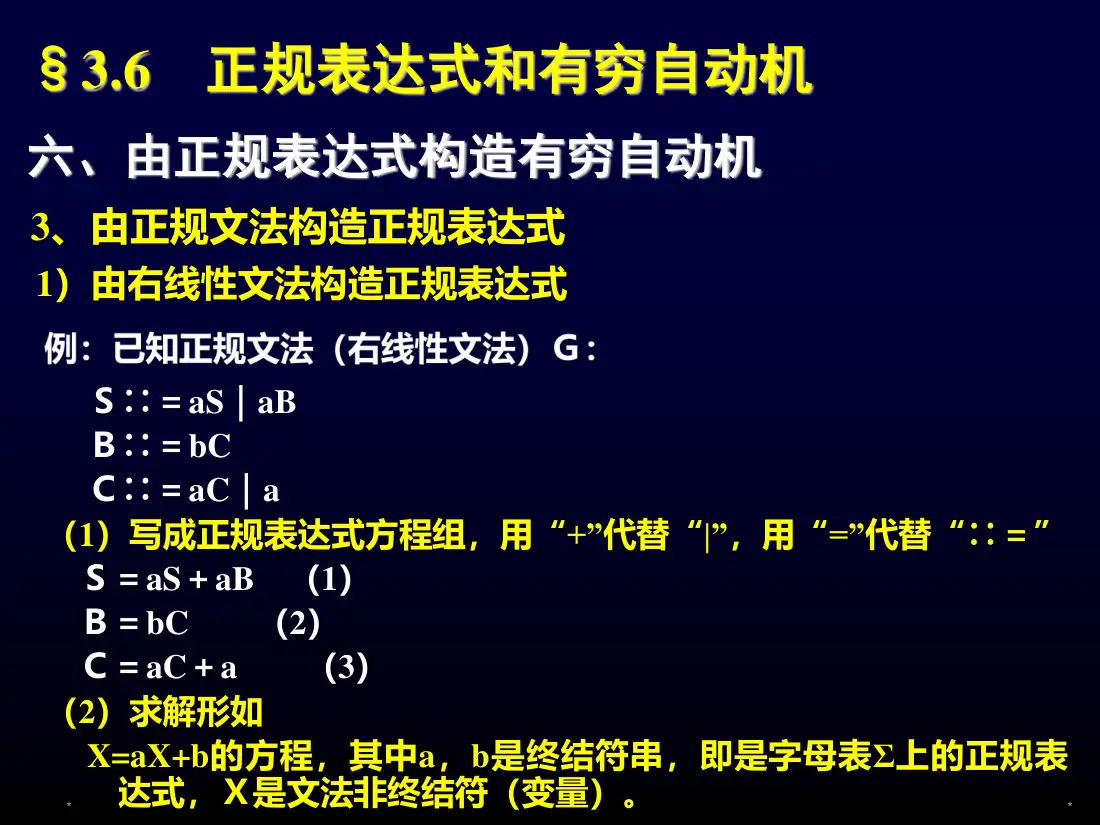 §3.6 正规表达式和有穷自动机
六、由正规表达式构造有穷自动机
3、由正规文法构造正规表达式
1）由右线性文法构造正规表达式
例：已知正规文法（右线性文法）G：
S∷＝aS│aB
B∷＝bC
C∷＝aC│a
（1）写成正规表达式方程组，用“+”代替“|”，用“=”代替“∷＝”
S＝aS＋aB （1）
B＝bC （2）
C＝aC＋a （3）
（2）求解形如
X=aX+b的方程，其中a，b是终结符串，即是字母表Σ上的正规表
达式，X是文法非终结符（变量）。
* *